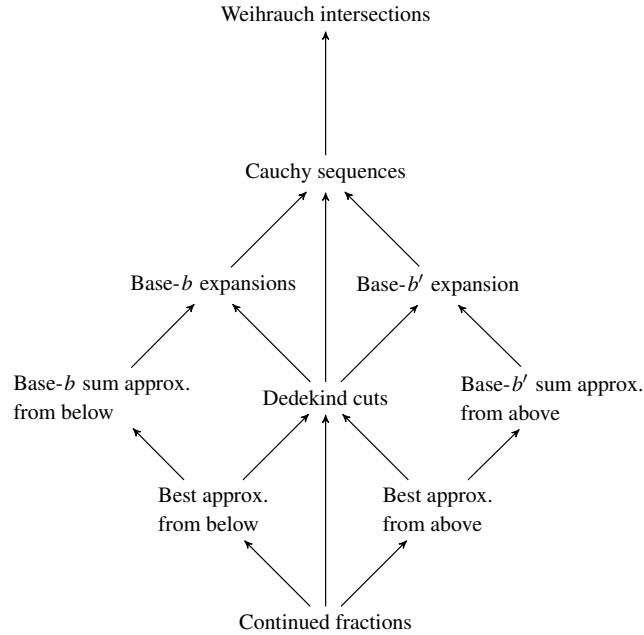 Weihrauch intersections
Cauchy sequences
Base-b expansions
Base-b′ expansion
Base-b sum approx.
from below
Dedekind cuts
Base-b′ sum approx.
from above
Best approx.
from below
Best approx.
from above
Continued fractions